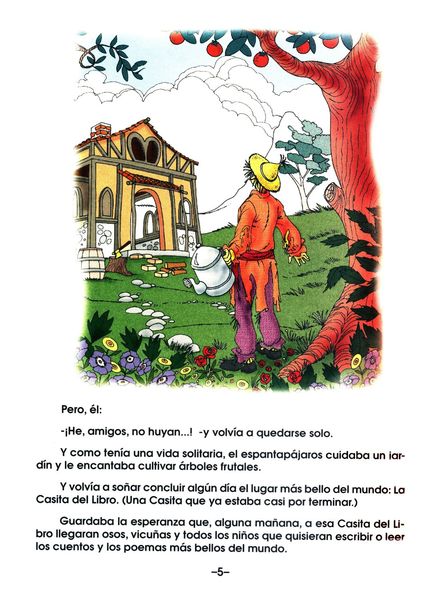 Pero, él:
-¡He, amigos, no huyan...! -y volvía a quedarse solo.
Y como tenía una vida solitaria, el espantapájaros cuidaba un iar-
dín y le encantaba cultivar árboles frutales.
Y volvía a soñar concluir algún día el lugar más bello del mundo: La
Casita del Libro. (Una Casita que ya estaba casi por terminar.)
Guardaba la esperanza que, alguna mañana, a esa Casita del Li-
bro llegaran osos, vicuñas y todos los niños que quisieran escribir o leer
los cuentos y los poemas más bellos del mundo.
–5–